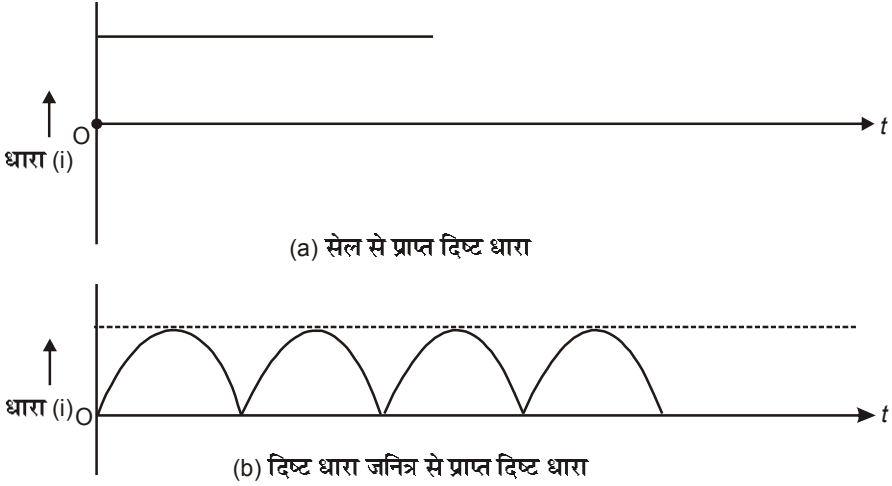 t
O
धारा (i)
(a) सेल से प्राप्त दिष्ट धारा
धारा (i) O
t
(b) दिष्ट धारा जनित्र से प्राप्त दिष्ट धारा